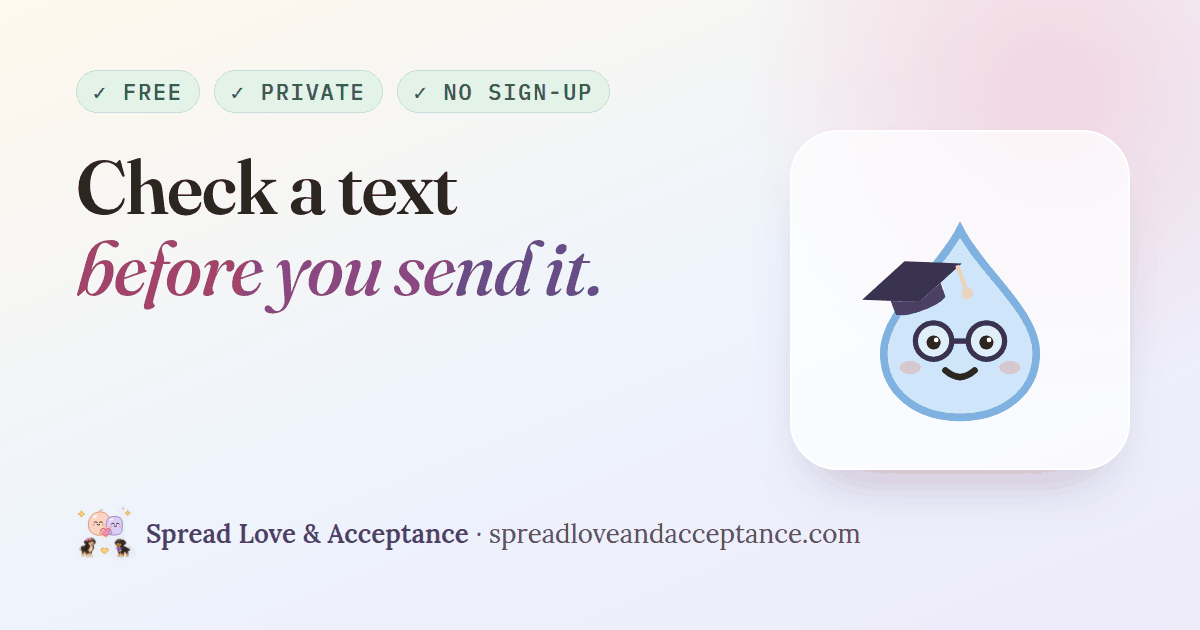 ✓ FREE ✓ PRIVATE ✓ NO SIGN-UP
Check a text
before you send it.
Spread Love & Acceptance · spreadloveandacceptance.com